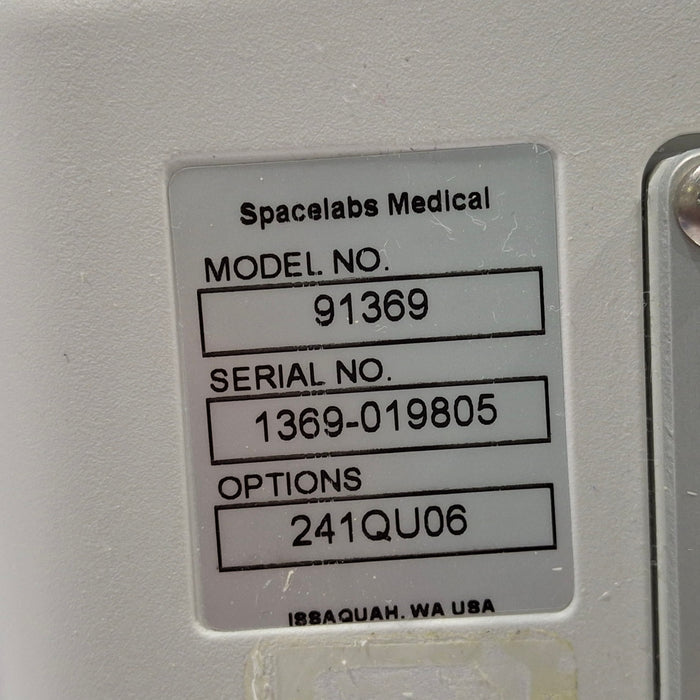 Spacelabs Medical
MODEL NO.
91369
SERIAL NO.
1369-019805
OPTIONS
241QU06
ISSAQUAH. WA USA